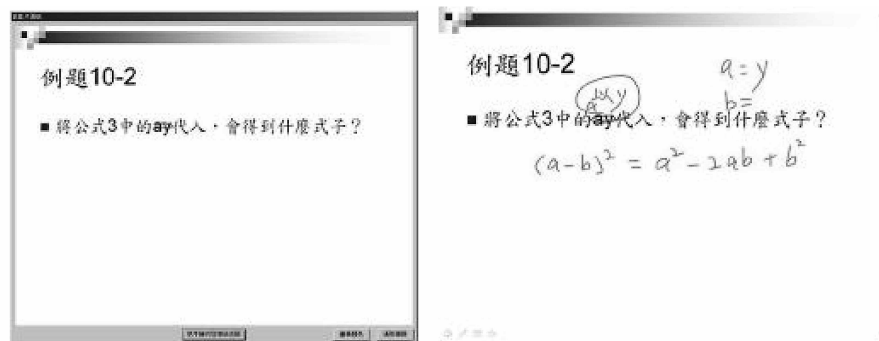 例題10-2
■ 將公式3中的ay代入，會得到什麼式子？
例題10-2
a = y
b =
a以y
■ 將公式3中的ay代入，會得到什麼式子？
(a-b)² = a² - 2ab + b²